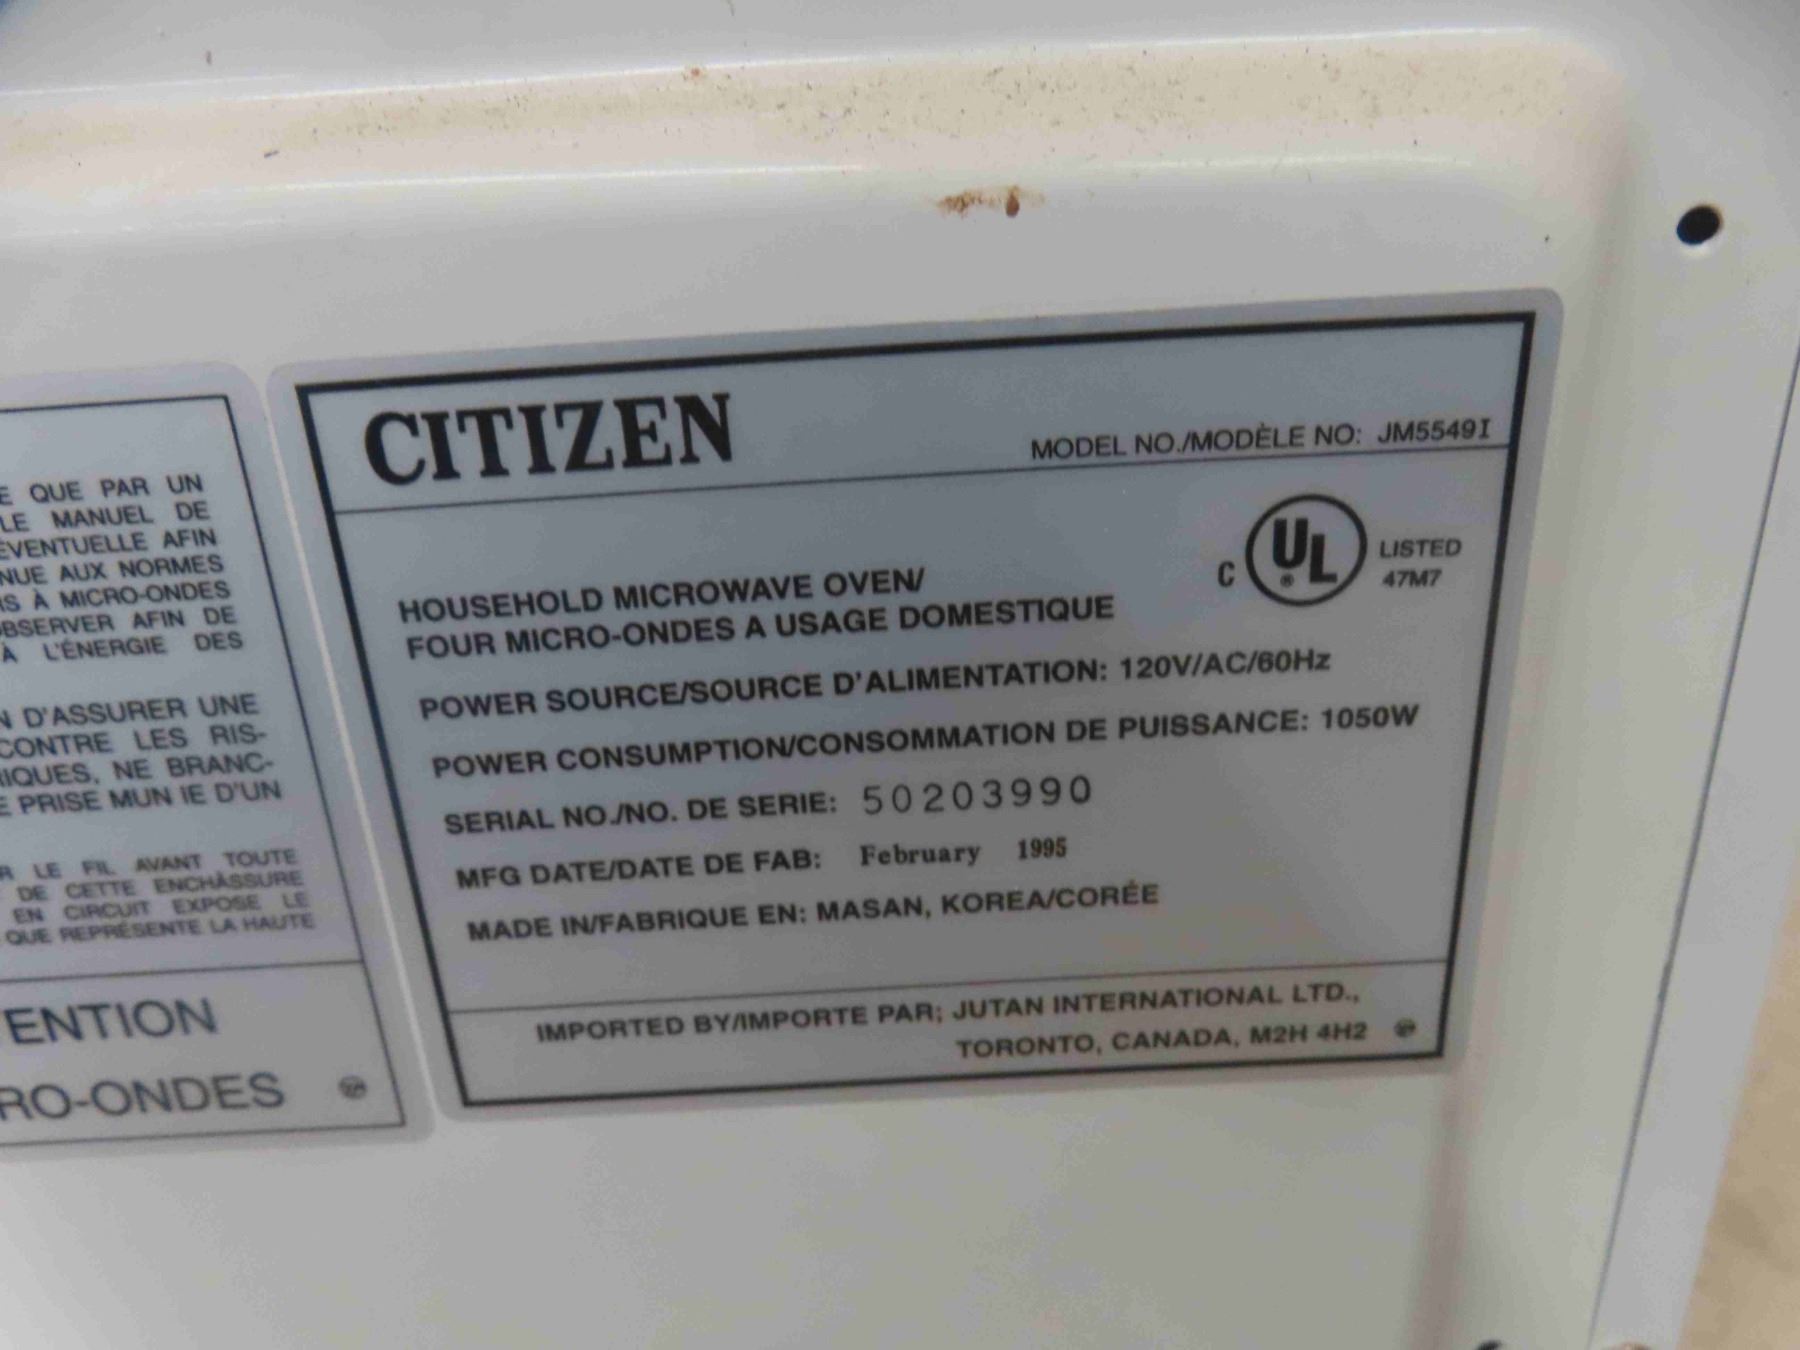 E QUE PAR UN
LE MANUEL DE
ÉVENTUELLE AFIN
NUE AUX NORMES
RS À MICRO-ONDES
OBSERVER AFIN DE
À L'ÉNERGIE DES
N D'ASSURER UNE
CONTRE LES RIS-
IQUES, NE BRANC-
E PRISE MUN IE D'UN
R LE FIL AVANT TOUTE
DE CETTE ENCHÂSSURE
EN CIRCUIT EXPOSE LE
QUE REPRÉSENTE LA HAUTE
TENTION
RO-ONDES
CITIZEN
MODEL NO./MODÈLE NO: JM5549I
C UL ® LISTED
47M7
HOUSEHOLD MICROWAVE OVEN/
FOUR MICRO-ONDES A USAGE DOMESTIQUE
POWER SOURCE/SOURCE D'ALIMENTATION: 120V/AC/60Hz
POWER CONSUMPTION/CONSOMMATION DE PUISSANCE: 1050W
SERIAL NO./NO. DE SERIE: 50203990
MFG DATE/DATE DE FAB: February 1995
MADE IN/FABRIQUE EN: MASAN, KOREA/CORÉE
IMPORTED BY/IMPORTE PAR; JUTAN INTERNATIONAL LTD.,
TORONTO, CANADA, M2H 4H2